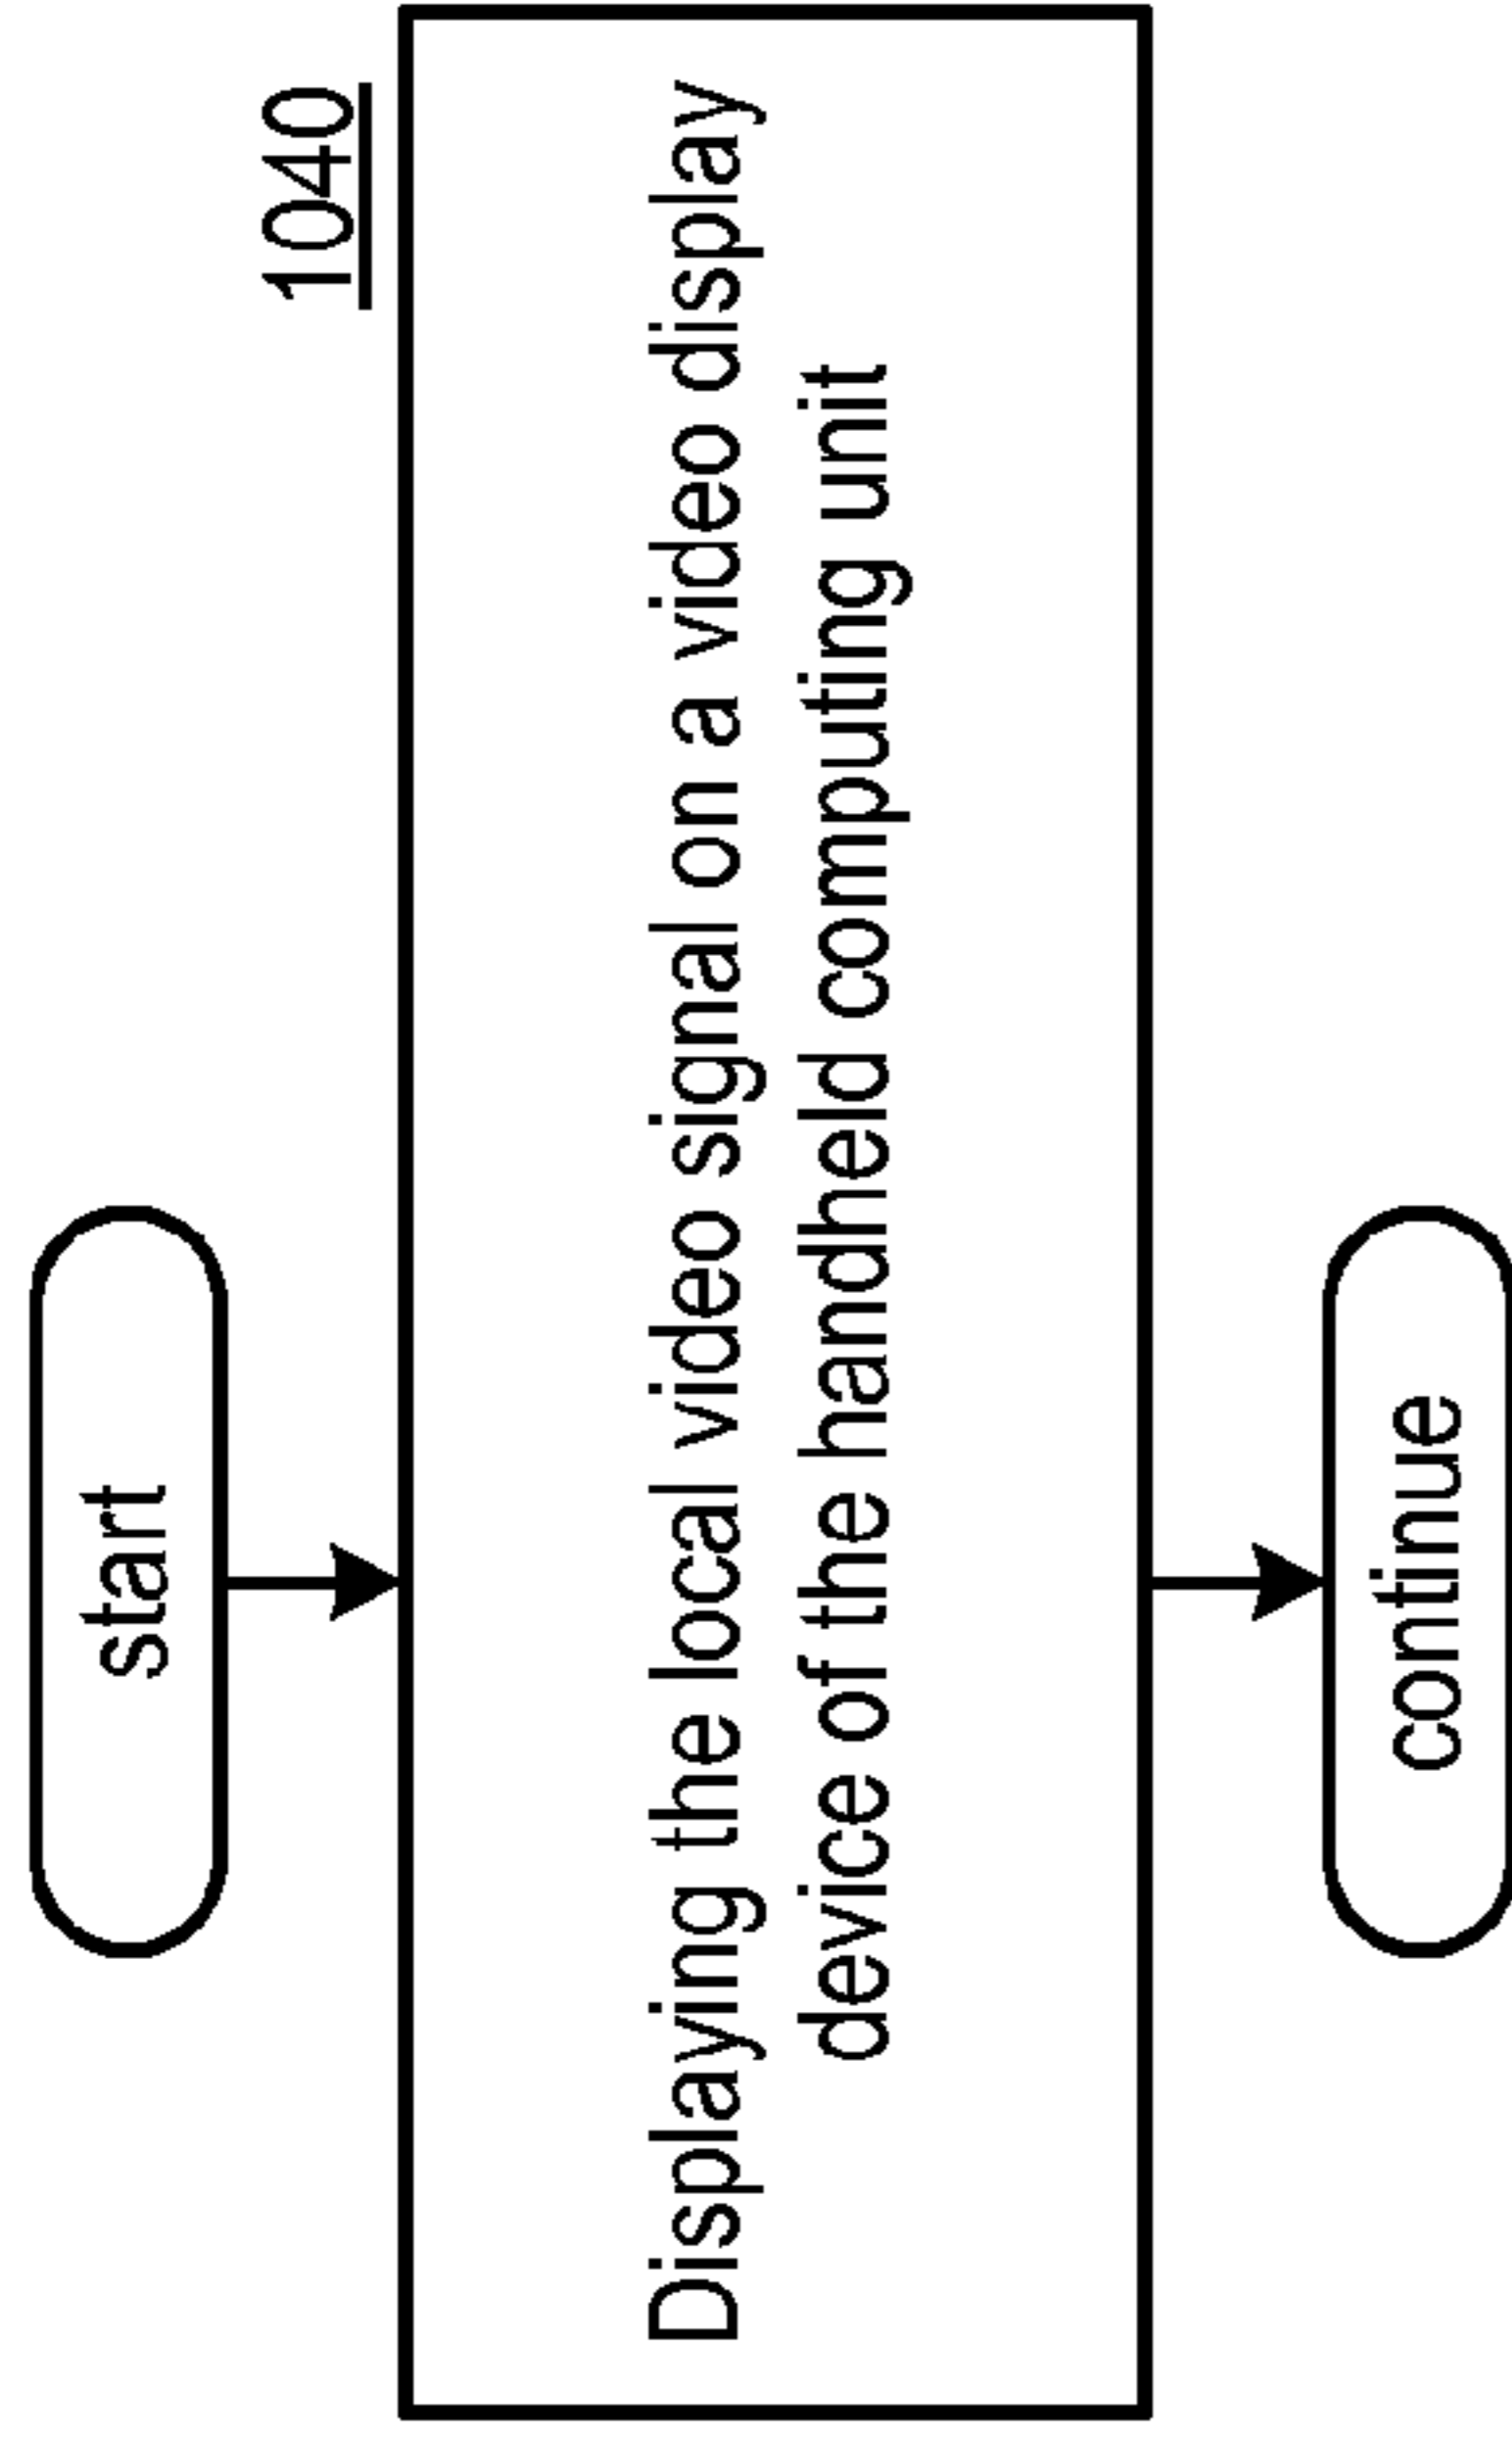 start
1040
Displaying the local video signal on a video display
device of the handheld computing unit
continue